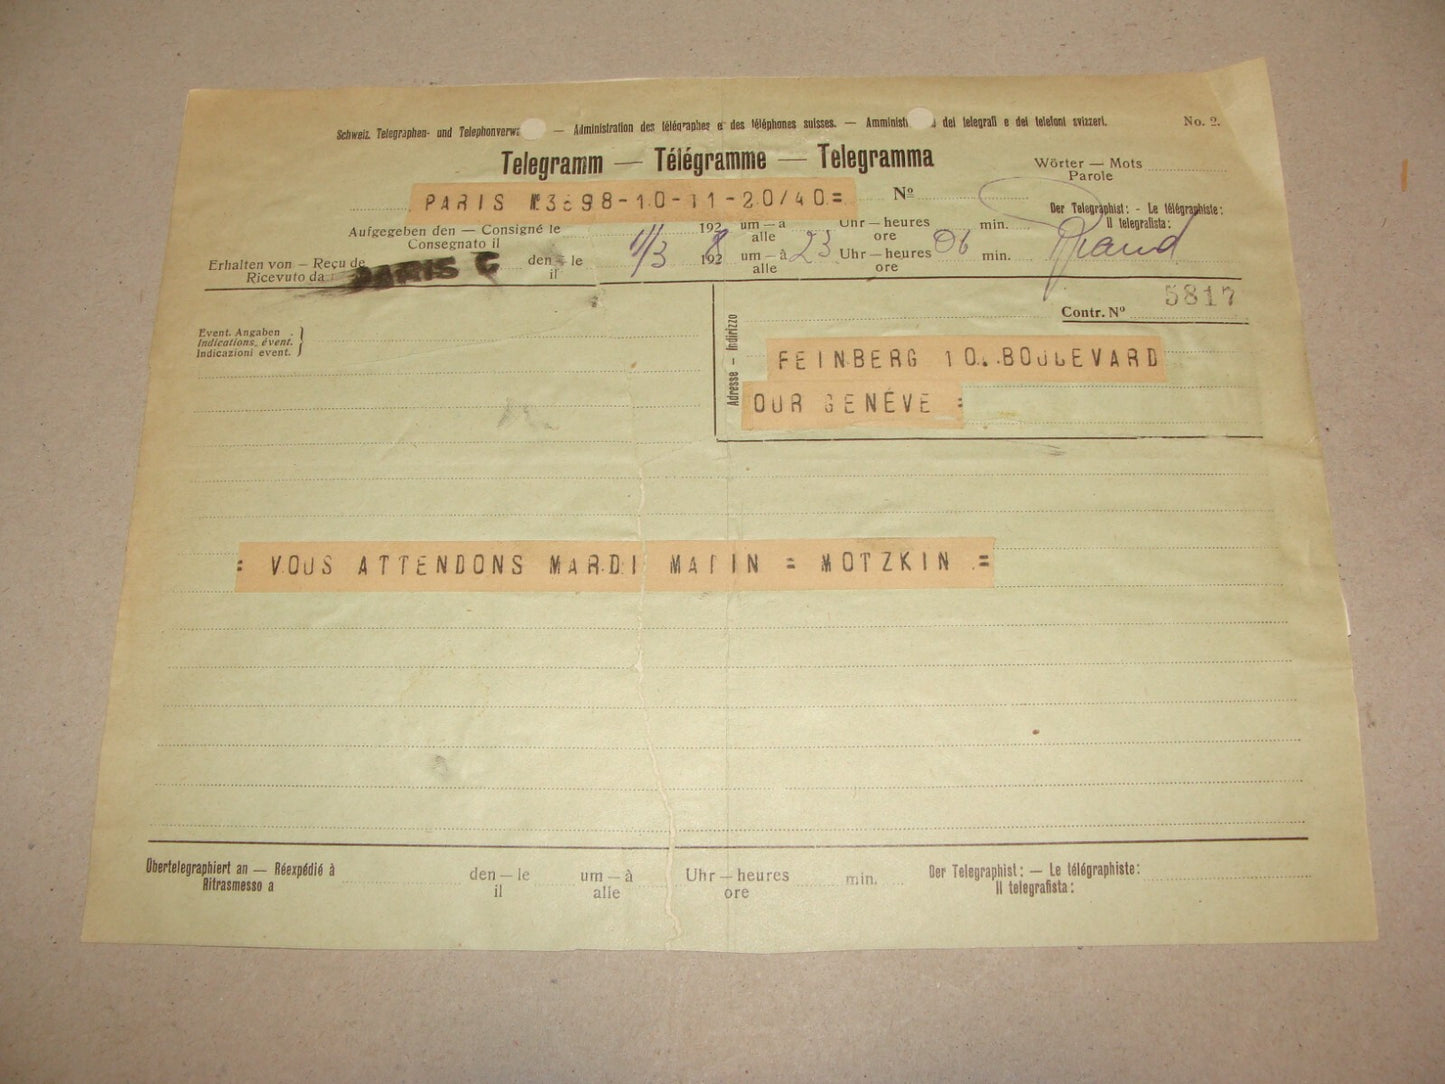 Schweiz. Telegraphen- und Telephonverw — Administration des télégraphes et des téléphones suisses. — Amminist dei telegrafi e dei telefoni svizzeri. No. 2.
Telegramm — Télégramme — Telegramma
Wörter — Mots
Parole
PARIS 3698-10-11-20/40= Nº
Der Telegraphist: - Le télégraphiste:
Il telegrafista:
Aufgegeben den — Consigné le 192 um — à Uhr — heures min.
Consegnato il alle ore
Erhalten von — Reçu de PARIS C den — le 11/3 1928 um — à 23 Uhr — heures 06 min.
Ricevuto da il alle ore
5817
Contr. Nº
Event. Angaben
Indications, évent.
Indicazioni event.
Adresse — Indirizzo
FEINBERG 10. BOULEVARD
OUR GENÉVE =
= VOUS ATTENDONS MARDI MATIN = MOTZKIN =
Obertelegraphiert an — Réexpédié à den — le um — à Uhr — heures min. Der Telegraphist: — Le télégraphiste:
Ritrasmesso a il alle ore Il telegrafista: